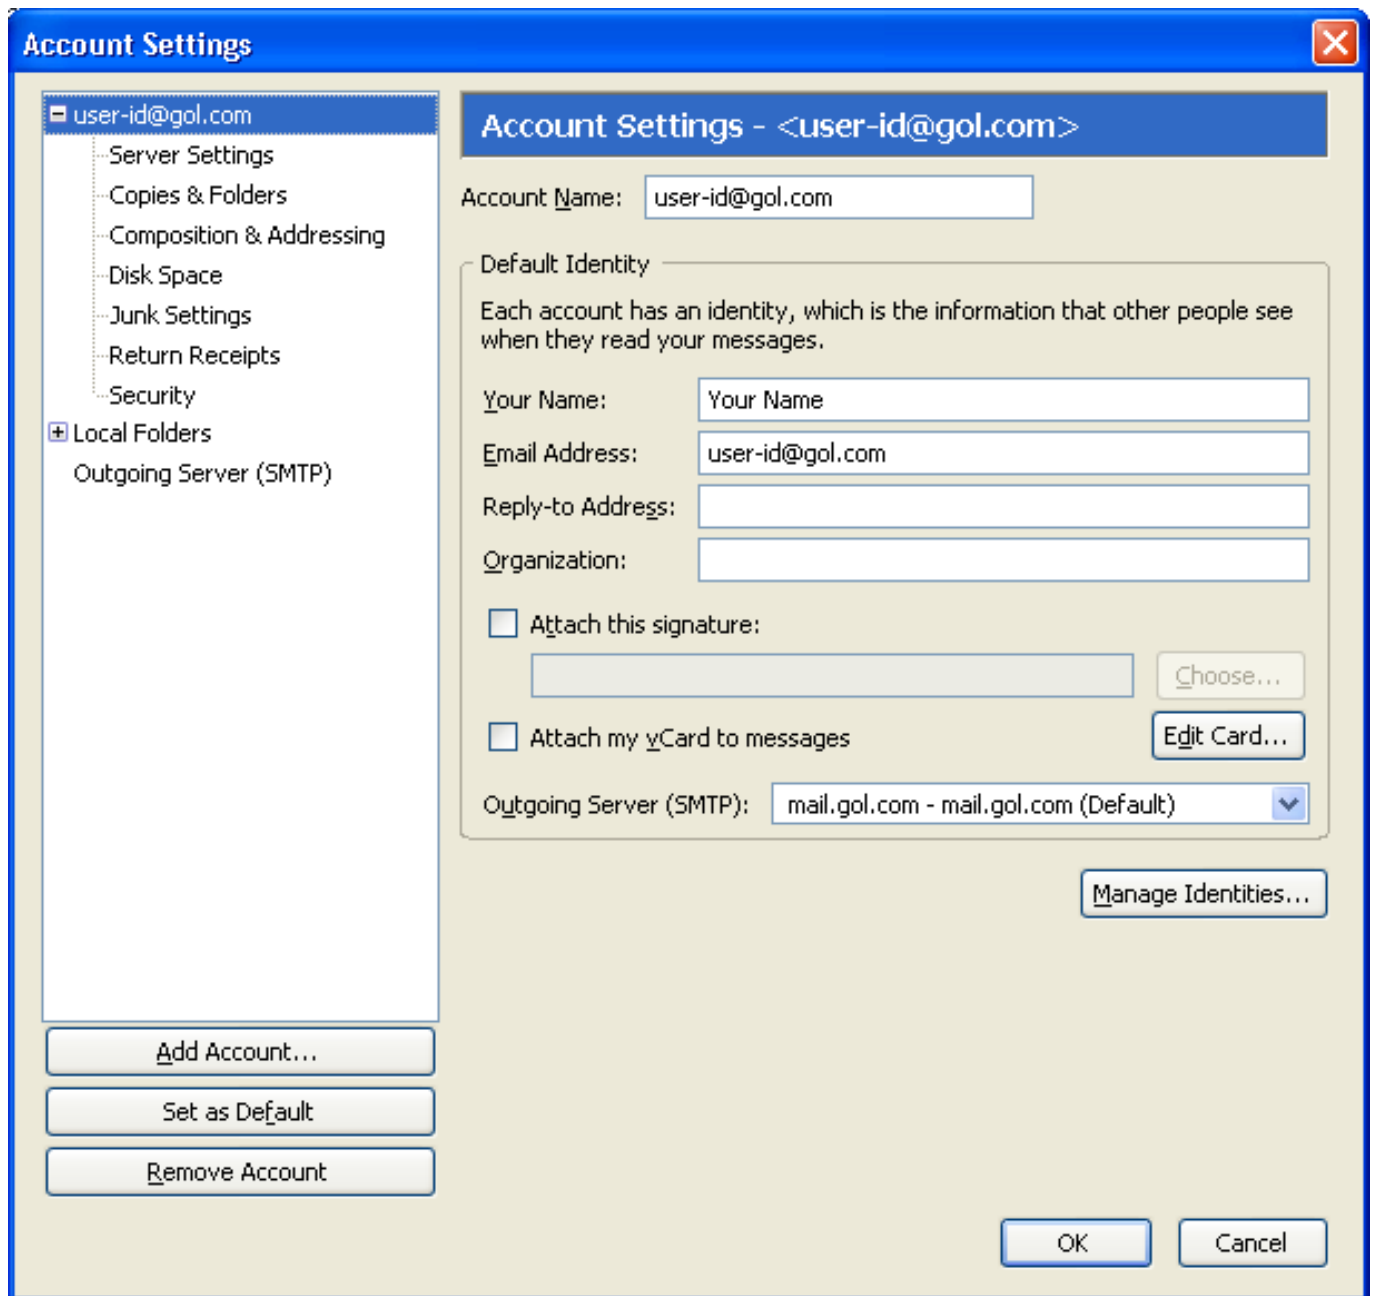 Account Settings
user-id@gol.com
Server Settings
Copies & Folders
Composition & Addressing
Disk Space
Junk Settings
Return Receipts
Security
Local Folders
Outgoing Server (SMTP)
Add Account...
Set as Default
Remove Account
Account Settings - <user-id@gol.com>
Account Name: user-id@gol.com
Default Identity
Each account has an identity, which is the information that other people see
when they read your messages.
Your Name: Your Name
Email Address: user-id@gol.com
Reply-to Address:
Organization:
Attach this signature:
Choose...
Attach my vCard to messages
Edit Card...
Outgoing Server (SMTP): mail.gol.com - mail.gol.com (Default)
Manage Identities...
OK
Cancel